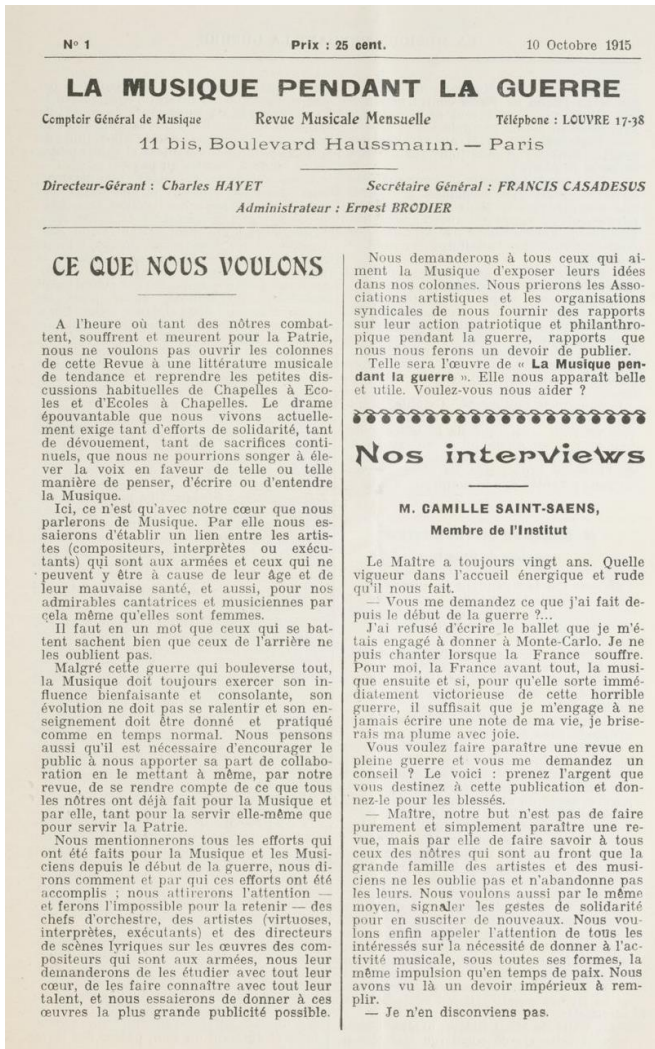 N° 1 Prix : 25 cent. 10 Octobre 1915
LA MUSIQUE PENDANT LA GUERRE
Comptoir Général de Musique Revue Musicale Mensuelle Téléphone : LOUVRE 17-38
11 bis, Boulevard Haussmann. — Paris
Directeur-Gérant : Charles HAYET Secrétaire Général : FRANCIS CASADESUS
Administrateur : Ernest BRODIER
CE QUE NOUS VOULONS
A l'heure où tant des nôtres combat-
tent, souffrent et meurent pour la Patrie,
nous ne voulons pas ouvrir les colonnes
de cette Revue à une littérature musicale
de tendance et reprendre les petites dis-
cussions habituelles de Chapelles à Eco-
les et d'Ecoles à Chapelles. Le drame
épouvantable que nous vivons actuelle-
ment exige tant d'efforts de solidarité, tant
de dévouement, tant de sacrifices conti-
nuels, que nous ne pourrions songer à éle-
ver la voix en faveur de telle ou telle
manière de penser, d'écrire ou d'entendre
la Musique.
Ici, ce n'est qu'avec notre cœur que nous
parlerons de Musique. Par elle nous es-
saierons d'établir un lien entre les artis-
tes (compositeurs, interprètes ou exécu-
tants) qui sont aux armées et ceux qui ne
peuvent y être à cause de leur âge et de
leur mauvaise santé, et aussi, pour nos
admirables cantatrices et musiciennes par
cela même qu'elles sont femmes.
Il faut en un mot que ceux qui se bat-
tent sachent bien que ceux de l'arrière ne
les oublient pas.
Malgré cette guerre qui bouleverse tout,
la Musique doit toujours exercer son in-
fluence bienfaisante et consolante, son
évolution ne doit pas se ralentir et son en-
seignement doit être donné et pratiqué
comme en temps normal. Nous pensons
aussi qu'il est nécessaire d'encourager le
public à nous apporter sa part de collabo-
ration en le mettant à même, par notre
revue, de se rendre compte de ce que tous
les nôtres ont déjà fait pour la Musique et
par elle, tant pour la servir elle-même que
pour servir la Patrie.
Nous mentionnerons tous les efforts qui
ont été faits pour la Musique et les Musi-
ciens depuis le début de la guerre, nous di-
rons comment et par qui ces efforts ont été
accomplis ; nous attirerons l'attention —
et ferons l'impossible pour la retenir — des
chefs d'orchestre, des artistes (virtuoses,
interprètes, exécutants) et des directeurs
de scènes lyriques sur les œuvres des com-
positeurs qui sont aux armées, nous leur
demanderons de les étudier avec tout leur
cœur, de les faire connaître avec tout leur
talent, et nous essaierons de donner à ces
œuvres la plus grande publicité possible.
Nous demanderons à tous ceux qui ai-
ment la Musique d'exposer leurs idées
dans nos colonnes. Nous prierons les Asso-
ciations artistiques et les organisations
syndicales de nous fournir des rapports
sur leur action patriotique et philanthro-
pique pendant la guerre, rapports que
nous nous ferons un devoir de publier.
Telle sera l'œuvre de « La Musique pen-
dant la guerre ». Elle nous apparaît belle
et utile. Voulez-vous nous aider ?
Nos interviews
M. CAMILLE SAINT-SAENS,
Membre de l'Institut
Le Maître a toujours vingt ans. Quelle
vigueur dans l'accueil énergique et rude
qu'il nous fait.
— Vous me demandez ce que j'ai fait de-
puis le début de la guerre ?...
J'ai refusé d'écrire le ballet que je m'é-
tais engagé à donner à Monte-Carlo. Je ne
puis chanter lorsque la France souffre.
Pour moi, la France avant tout, la musi-
que ensuite et si, pour qu'elle sorte immé-
diatement victorieuse de cette horrible
guerre, il suffisait que je m'engage à ne
jamais écrire une note de ma vie, je brise-
rais ma plume avec joie.
Vous voulez faire paraître une revue en
pleine guerre et vous me demandez un
conseil ? Le voici : prenez l'argent que
vous destinez à cette publication et don-
nez-le pour les blessés.
— Maître, notre but n'est pas de faire
purement et simplement paraître une re-
vue, mais par elle de faire savoir à tous
ceux des nôtres qui sont au front que la
grande famille des artistes et des musi-
ciens ne les oublie pas et n'abandonne pas
les leurs. Nous voulons aussi par le même
moyen, signaler les gestes de solidarité
pour en susciter de nouveaux. Nous vou-
lons enfin appeler l'attention de tous les
intéressés sur la nécessité de donner à l'ac-
tivité musicale, sous toutes ses formes, la
même impulsion qu'en temps de paix. Nous
avons vu là un devoir impérieux à rem-
plir.
— Je n'en disconviens pas.